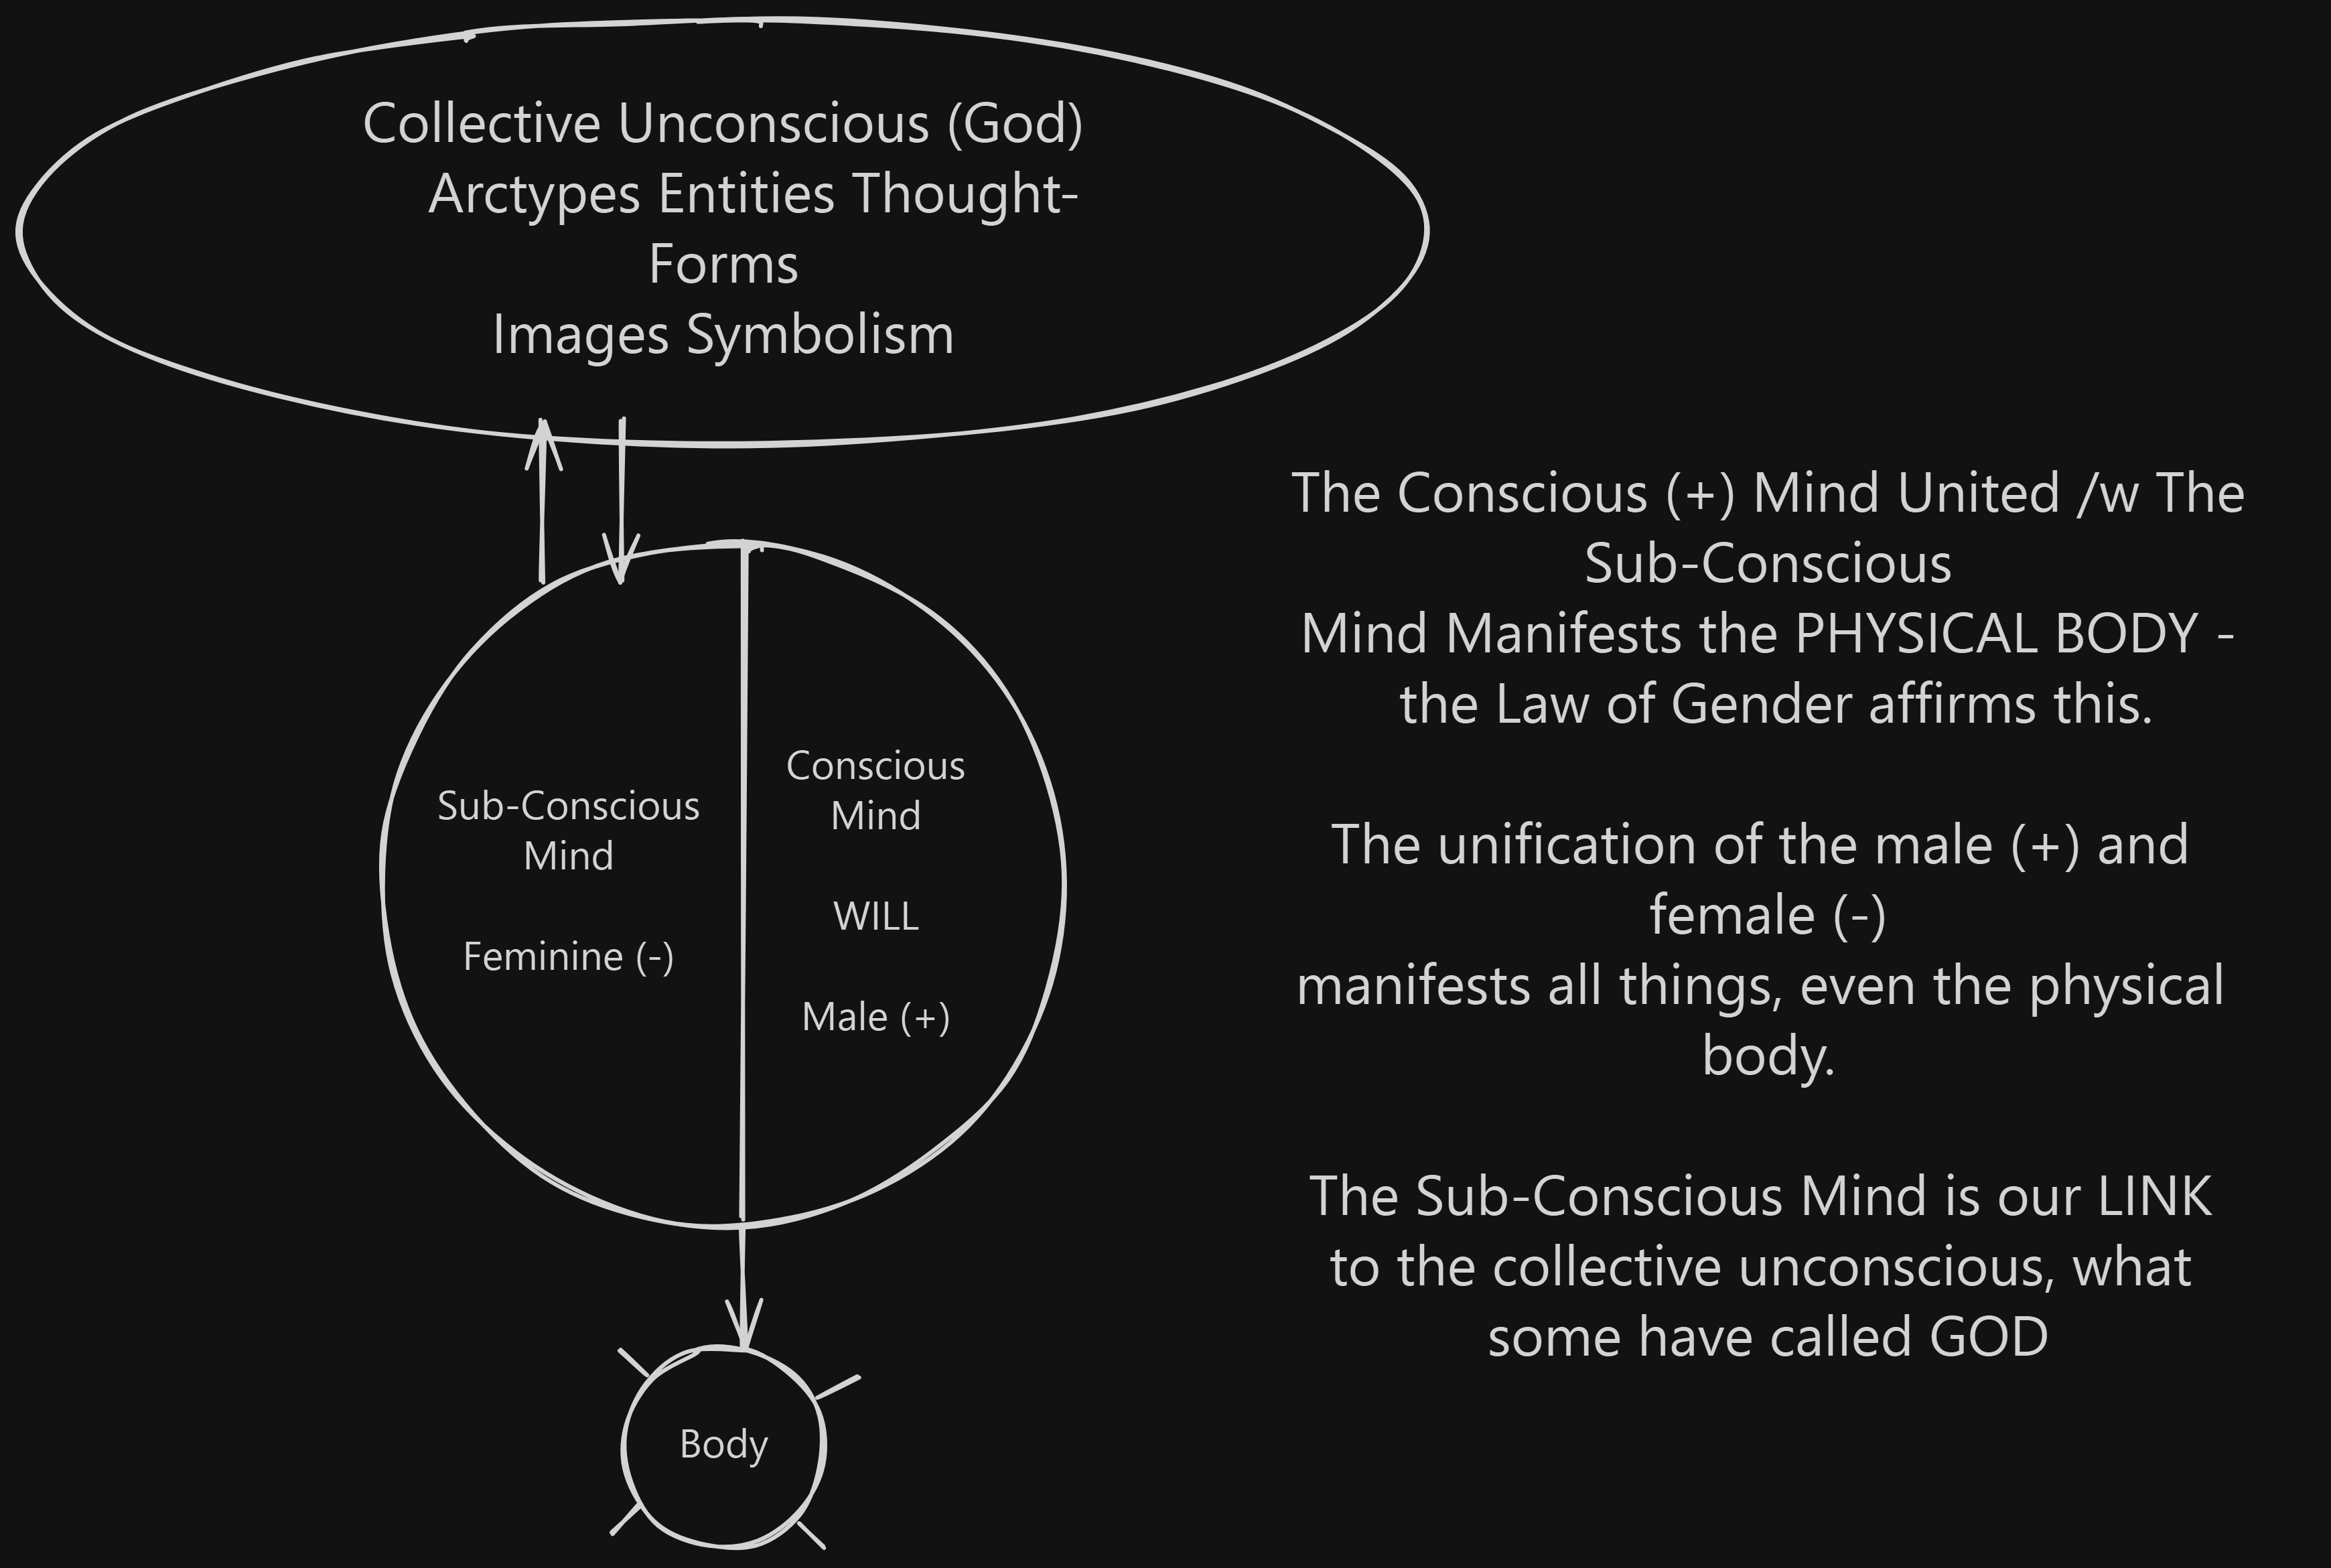 Collective Unconscious (God)
Arctypes Entities Thought-
Forms
Images Symbolism
The Conscious (+) Mind United /w The
Sub-Conscious
Mind Manifests the PHYSICAL BODY -
the Law of Gender affirms this.
The unification of the male (+) and
female (-)
manifests all things, even the physical
body.
The Sub-Conscious Mind is our LINK
to the collective unconscious, what
some have called GOD
Sub-Conscious
Mind
Feminine (-)
Conscious
Mind
WILL
Male (+)
Body